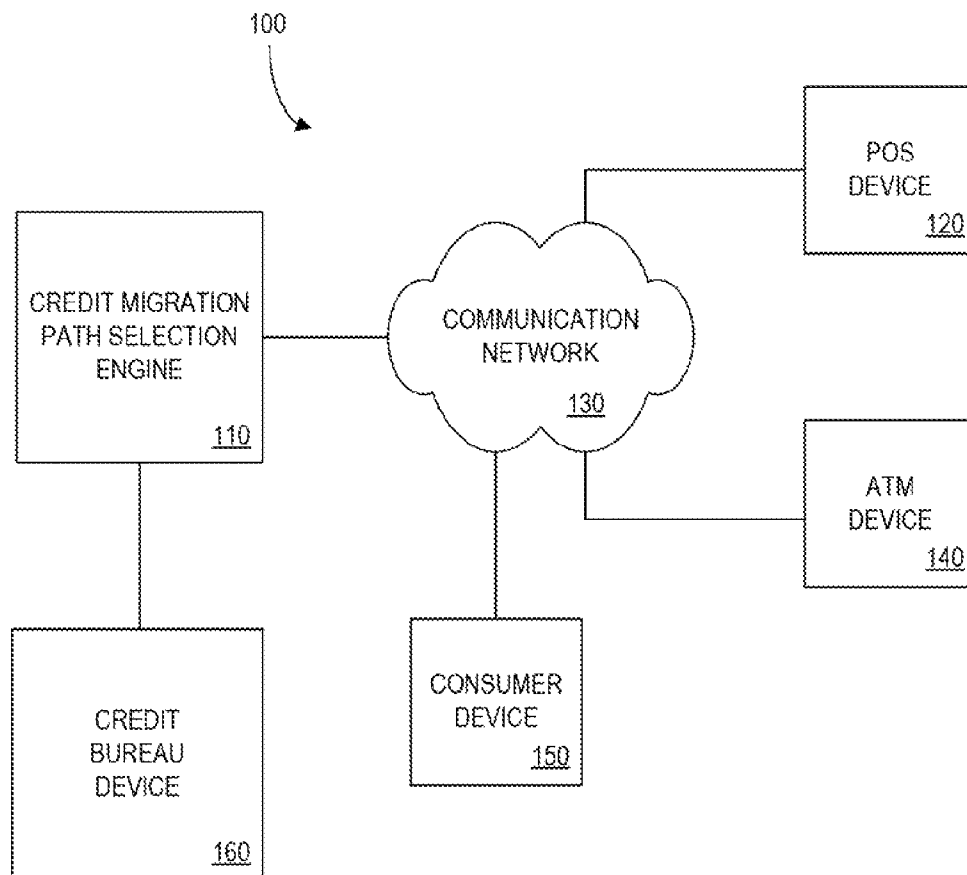 100
POS
DEVICE
120
CREDIT MIGRATION
PATH SELECTION
ENGINE
110
COMMUNICATION
NETWORK
130
ATM
DEVICE
140
CONSUMER
DEVICE
150
CREDIT
BUREAU
DEVICE
160